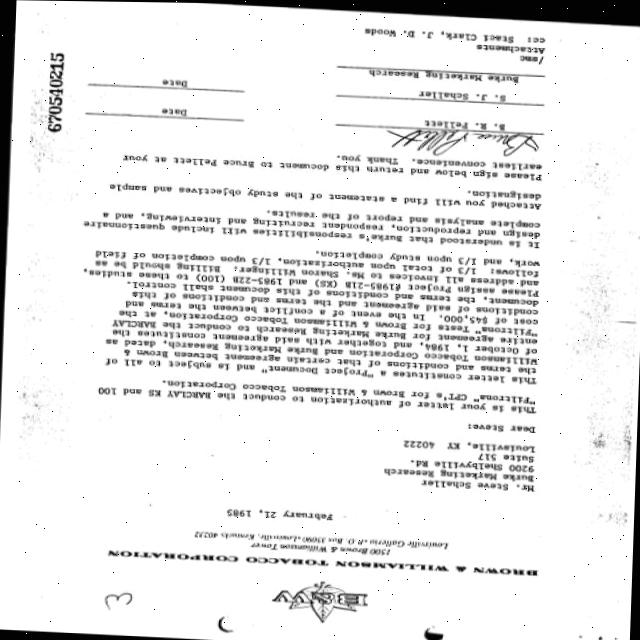 B&W
BROWN & WILLIAMSON TOBACCO CORPORATION
1500 Brown & Williamson Tower
Louisville Galleria • P. O. Box 35090 • Louisville, Kentucky 40232
February 21, 1985
Mr. Steve Schaller
Burke Marketing Research
9200 Shelbyville Rd.
Suite 517
Louisville, KY 40222
Dear Steve:
This is your letter of authorization to conduct the BARCLAY KS and 100
"Filtrona" CPT's for Brown & Williamson Tobacco Corporation.
This letter constitutes a "Project Document" and is subject to all of
the terms and conditions of that certain agreement between Brown &
Williamson Tobacco Corporation and Burke Marketing Research, dated as
of October 1, 1984, and together with said agreement constitutes the
entire agreement for Burke Marketing Research to conduct the BARCLAY
"Filtrona" Tests for Brown & Williamson Tobacco Corporation, at the
cost of $45,500. In the event of a conflict between the terms and
conditions of said agreement and the terms and conditions of this
document, the terms and conditions of this document shall control.
Please assign Project #1985-21B (KS) and 1985-22B (100) to these studies,
and address all invoices to Ms. Sharon Willinger. Billing should be as
follows: 1/3 of total upon authorization, 1/3 upon completion of field
work, and 1/3 upon study completion.
It is understood that Burke's responsibilities will include questionnaire
design and reproduction, respondent recruiting and interviewing, and a
complete analysis and report of the results.
Attached you will find a statement of the study objectives and sample
designation.
Please sign below and return this document to Bruce Pellett at your
earliest convenience. Thank you.
Bruce Pellett
B. R. Pellett Date
S. J. Schaller Date
Burke Marketing Research
/smc
Attachments
cc: Staci Clark, J. D. Woods
670540215